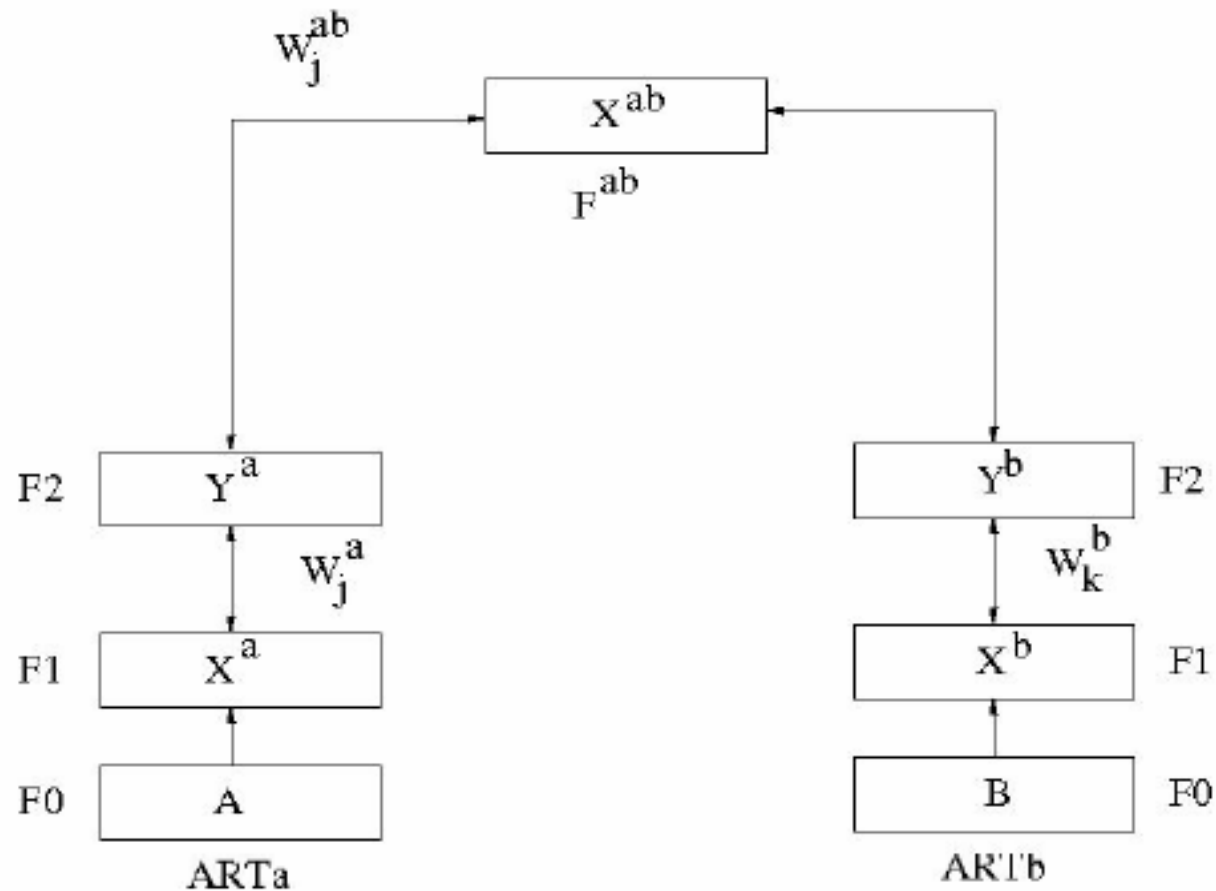 W_j^ab
X^ab
F^ab
F2 Y^a Y^b F2
W_j^a W_k^b
F1 X^a X^b F1
F0 A B F0
ARTa ARTb